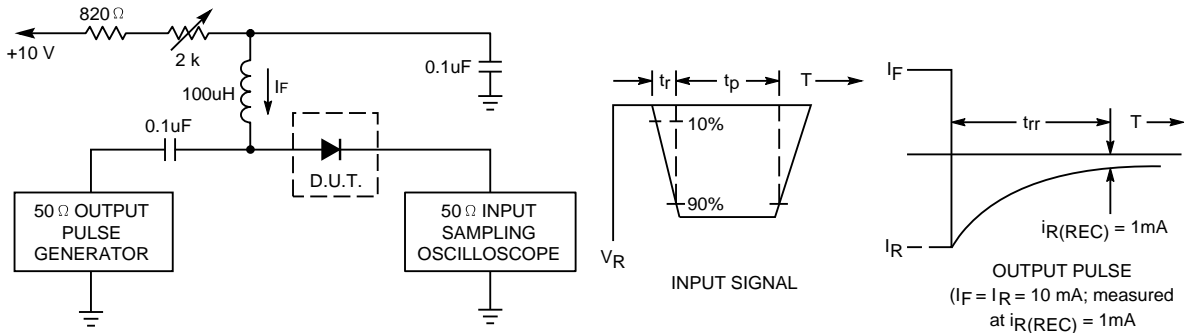 820 Ω
+10 V
2 k
0.1uF
100uH
IF
0.1uF
D.U.T.
50 Ω OUTPUT
PULSE
GENERATOR
50 Ω INPUT
SAMPLING
OSCILLOSCOPE
tr
tp
T
10%
90%
VR
INPUT SIGNAL
IF
trr
T
iR(REC) = 1mA
IR
OUTPUT PULSE
(IF = IR = 10 mA; measured
at iR(REC) = 1mA